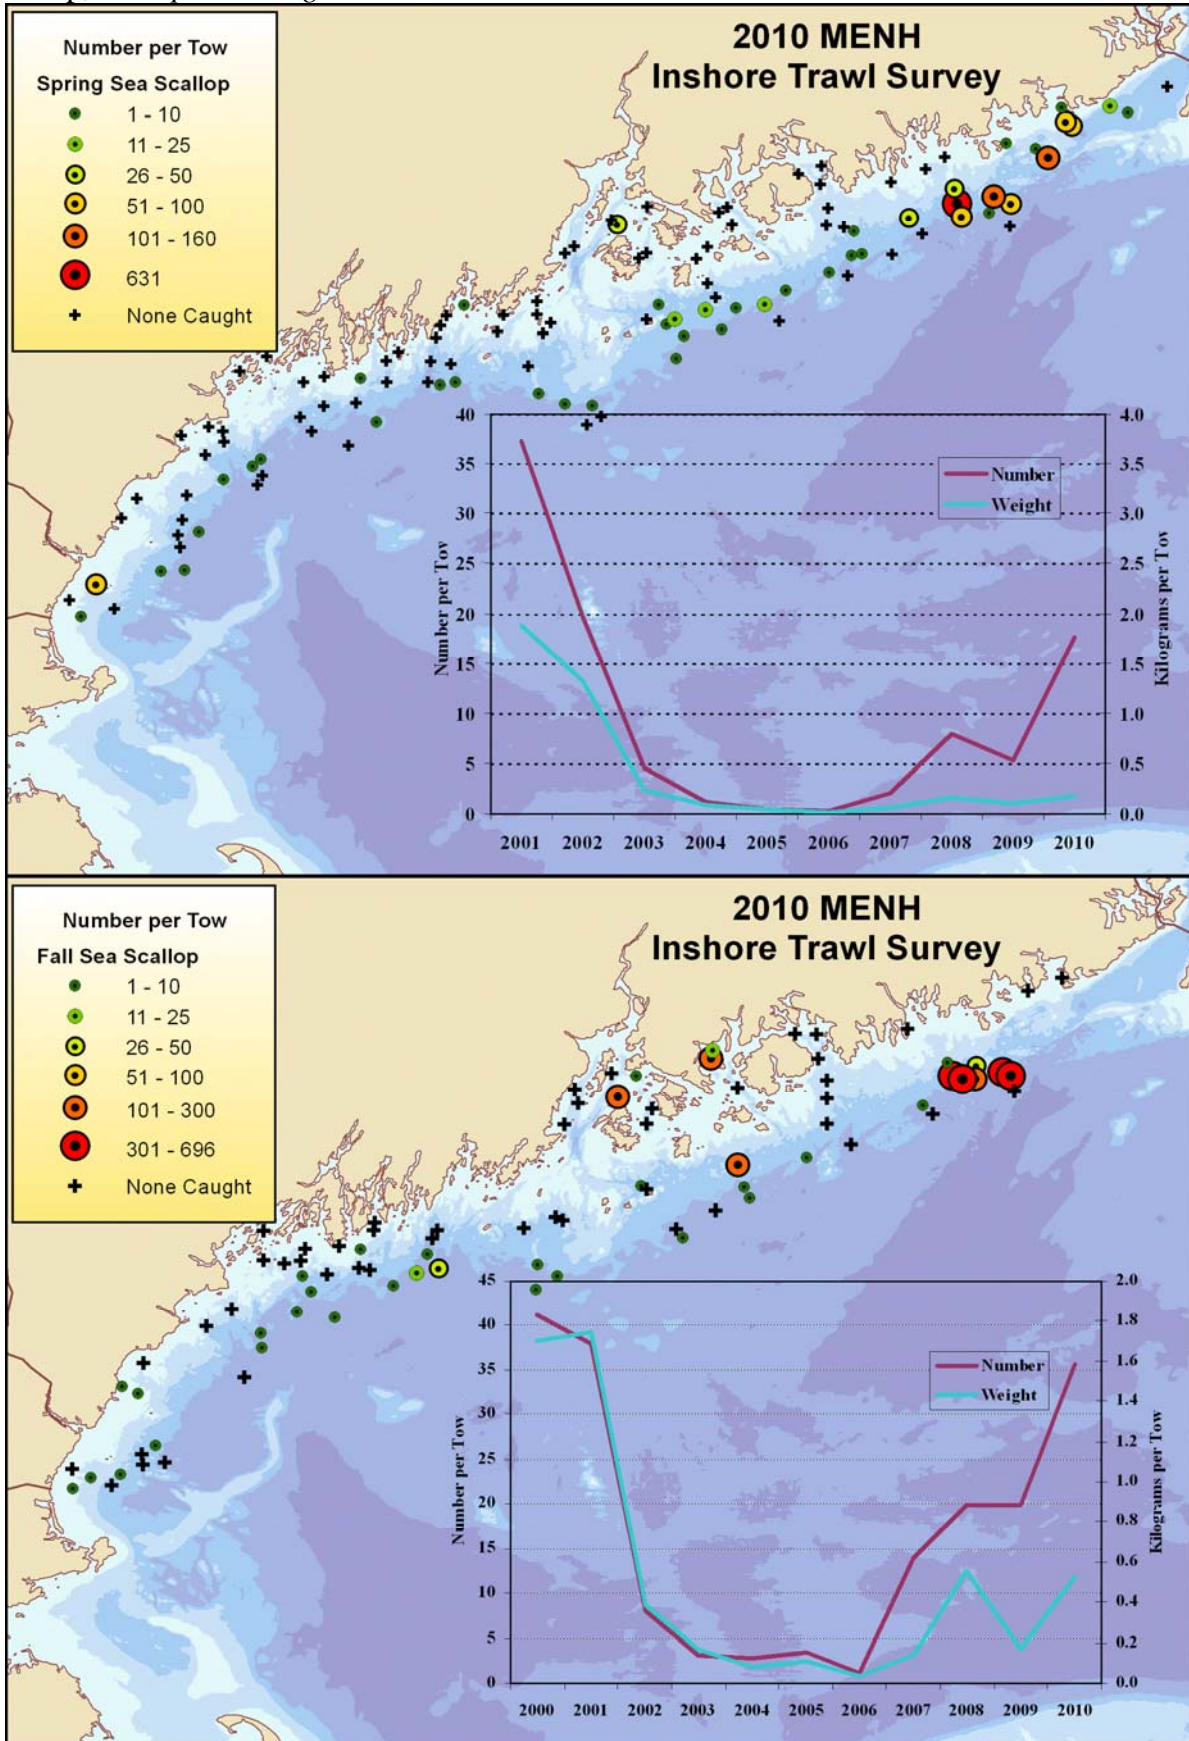 Number per Tow
Spring Sea Scallop
1 - 10
11 - 25
26 - 50
51 - 100
101 - 160
631
None Caught
2010 MENH
Inshore Trawl Survey
40
35
30
25
20
15
10
5
0
Number per Tow
4.0
3.5
3.0
2.5
2.0
1.5
1.0
0.5
0.0
Kilograms per Tow
Number
Weight
2001 2002 2003 2004 2005 2006 2007 2008 2009 2010
Number per Tow
Fall Sea Scallop
1 - 10
11 - 25
26 - 50
51 - 100
101 - 300
301 - 696
None Caught
2010 MENH
Inshore Trawl Survey
45
40
35
30
25
20
15
10
5
0
Number per Tow
2.0
1.8
1.6
1.4
1.2
1.0
0.8
0.6
0.4
0.2
0.0
Kilograms per Tow
Number
Weight
2000 2001 2002 2003 2004 2005 2006 2007 2008 2009 2010